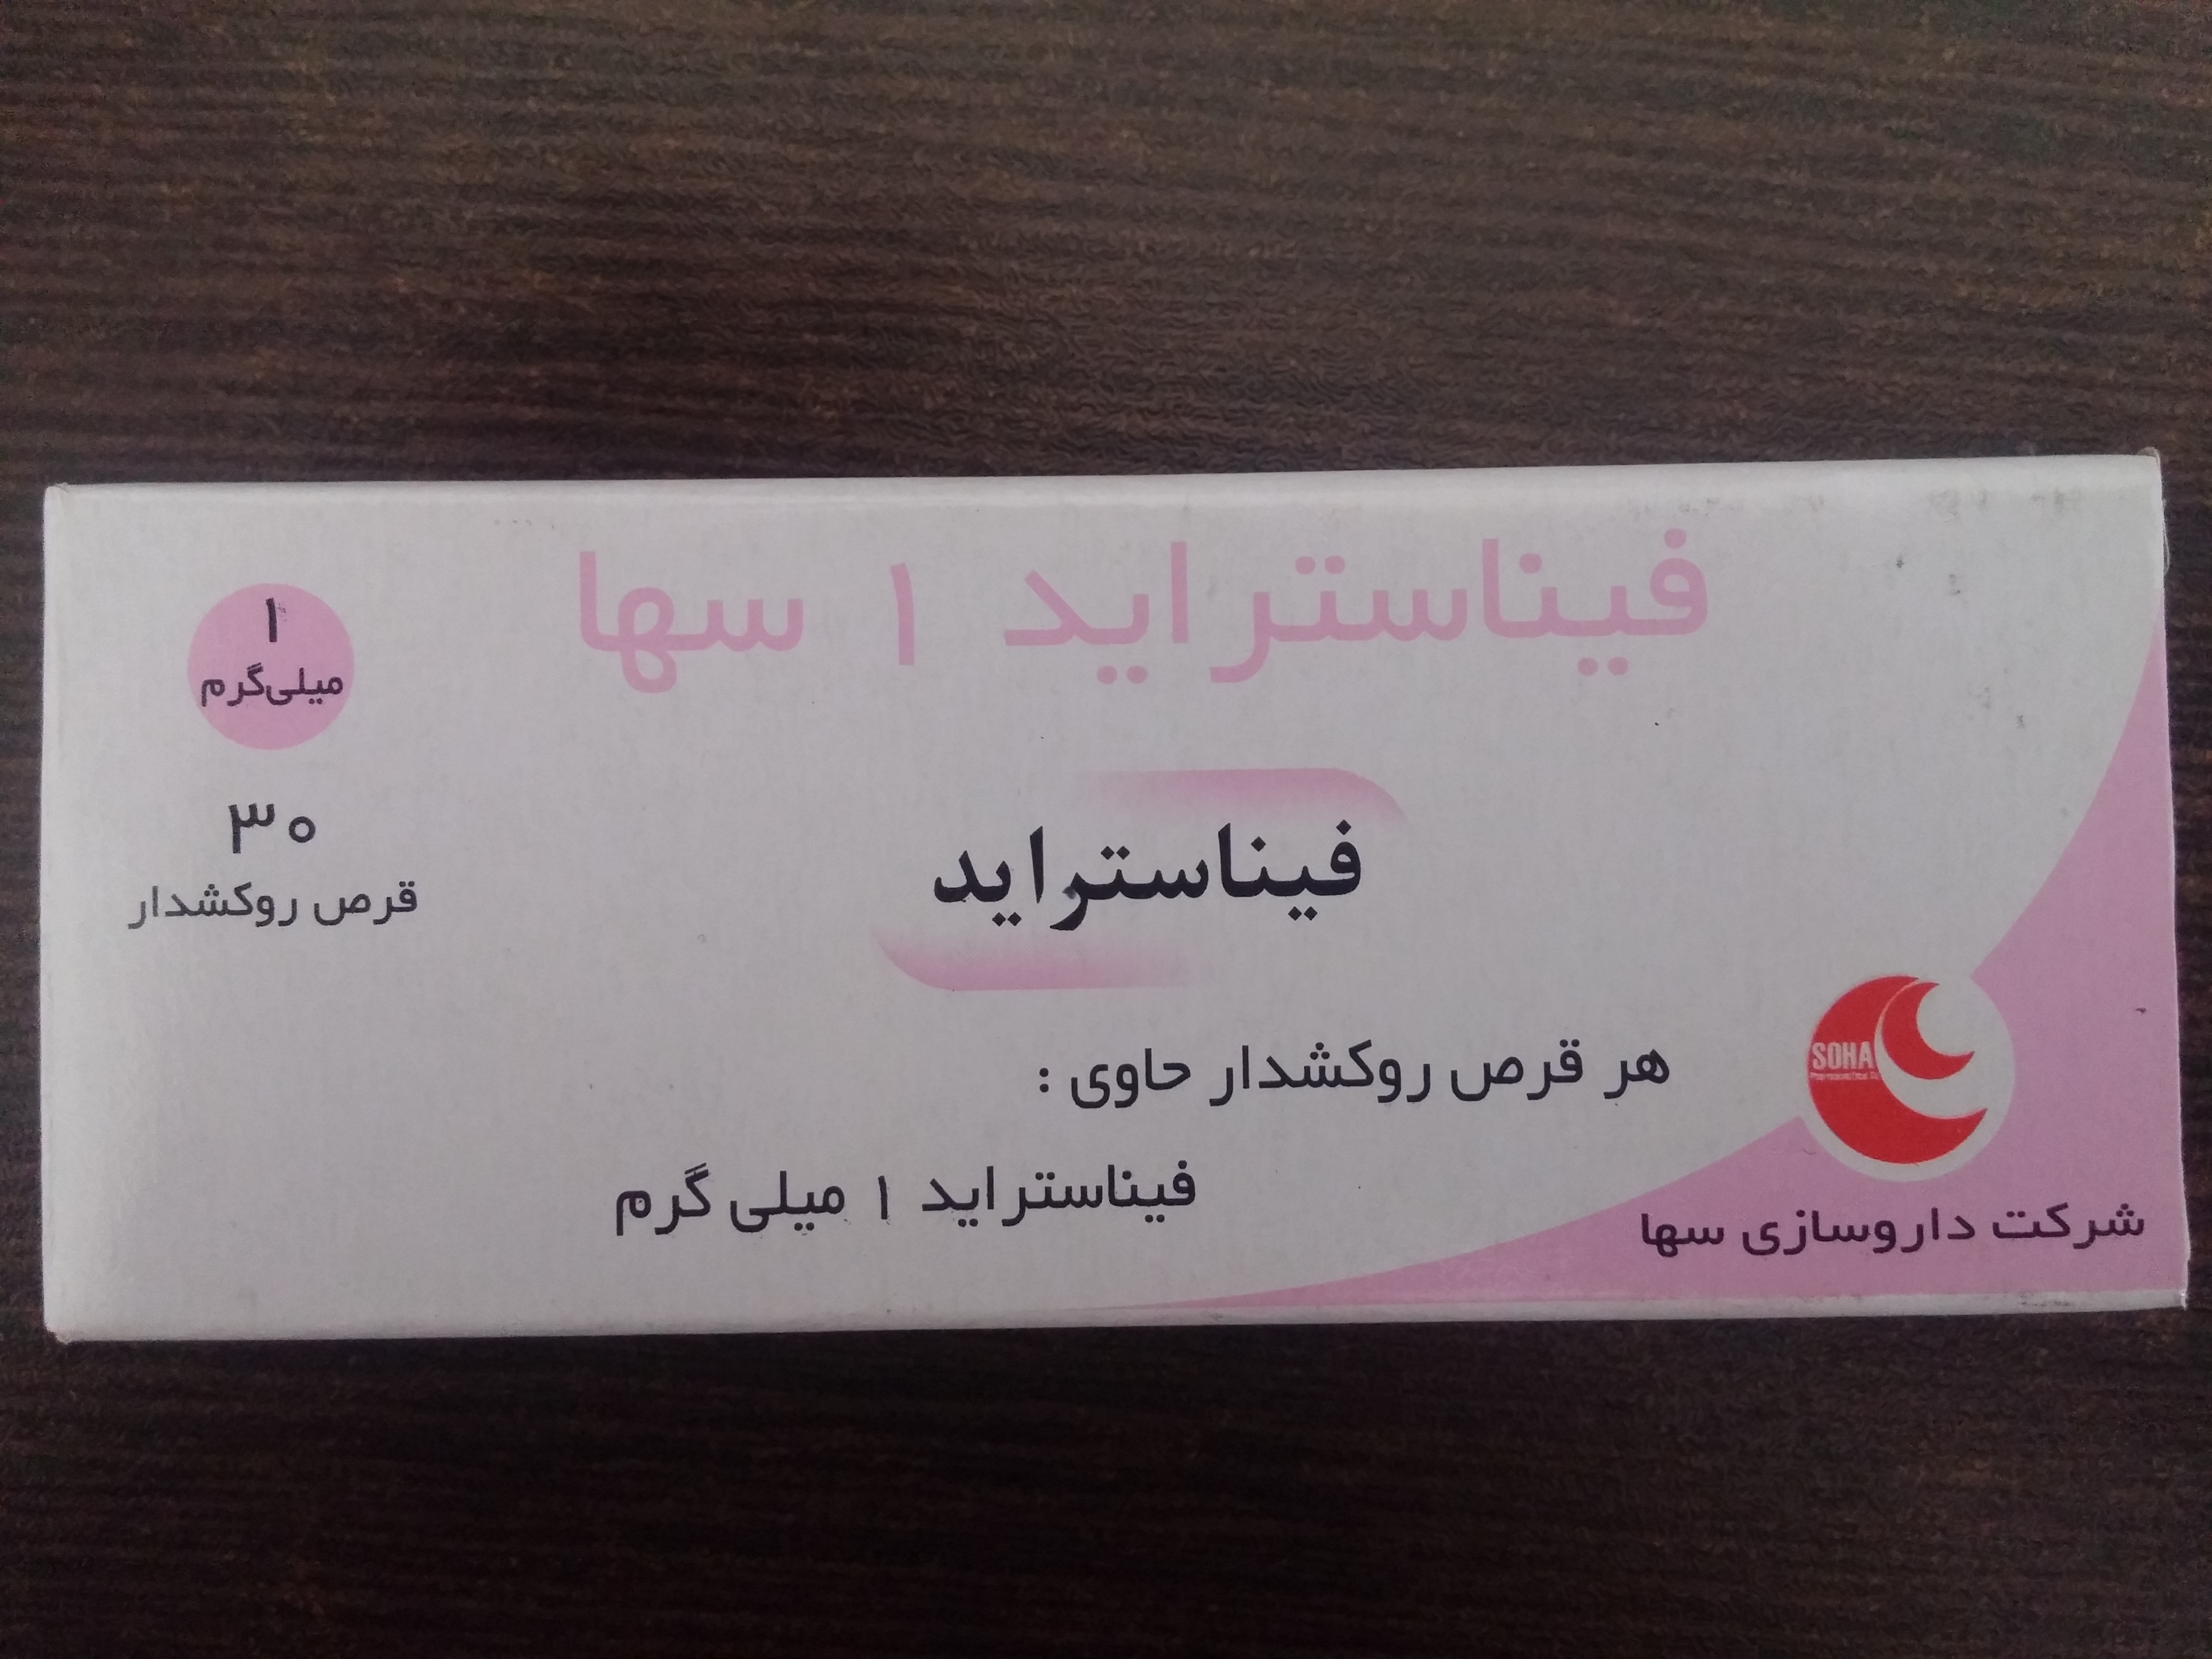 فیناستراید ۱ سها
۱
میلی‌گرم
۳۰
قرص روکشدار
فیناستراید
هر قرص روکشدار حاوی :
فیناستراید ۱ میلی گرم
SOHA
شرکت داروسازی سها